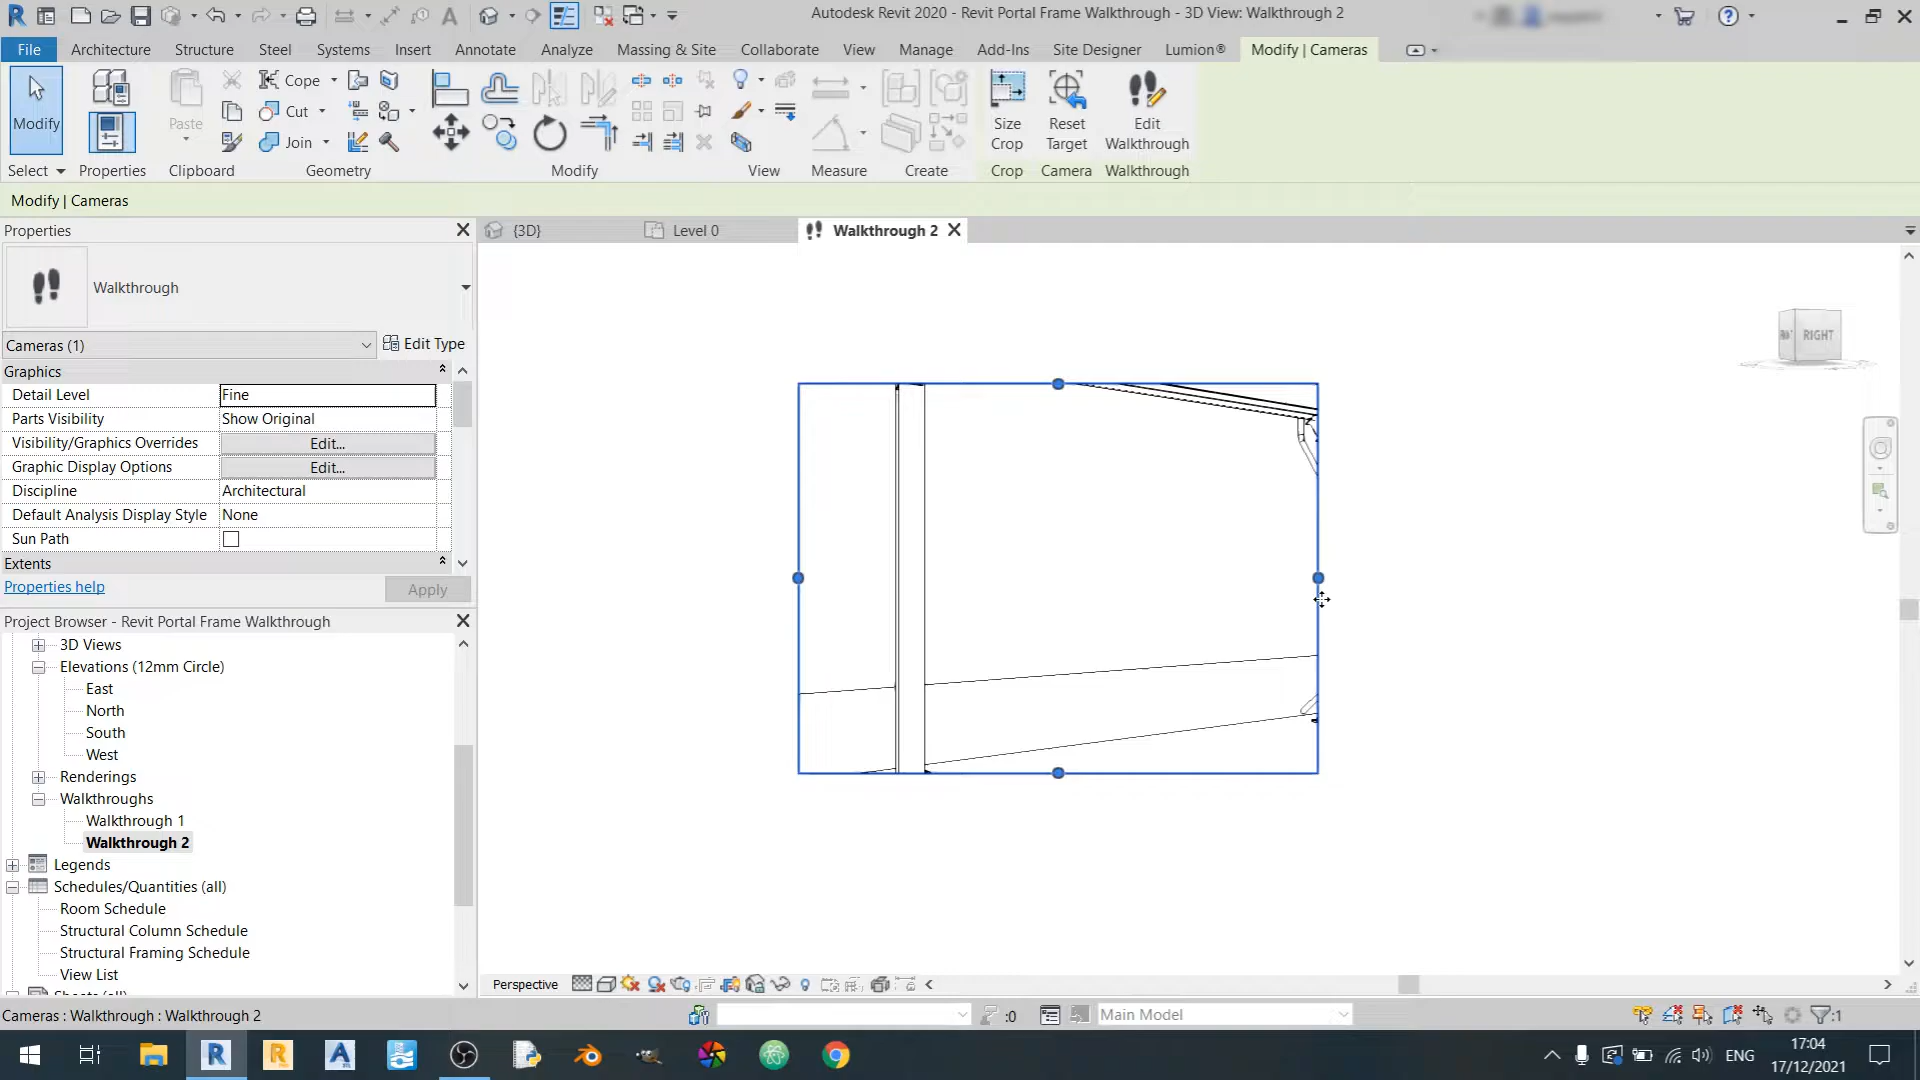 Autodesk Revit 2020 - Revit Portal Frame Walkthrough - 3D View: Walkthrough 2
File Architecture Structure Steel Systems Insert Annotate Analyze Massing & Site Collaborate View Manage Add-Ins Site Designer Lumion® Modify | Cameras
Modify
Paste
Cope
Cut
Join
Size
Crop
Reset
Target
Edit
Walkthrough
Select Properties Clipboard Geometry Modify View Measure Create Crop Camera Walkthrough
Modify | Cameras
Properties
{3D} Level 0 Walkthrough 2
Walkthrough
Cameras (1) Edit Type
Graphics
Detail Level Fine
Parts Visibility Show Original
Visibility/Graphics Overrides Edit...
Graphic Display Options Edit...
Discipline Architectural
Default Analysis Display Style None
Sun Path
Extents
Properties help Apply
RIGHT
Project Browser - Revit Portal Frame Walkthrough
3D Views
Elevations (12mm Circle)
East
North
South
West
Renderings
Walkthroughs
Walkthrough 1
Walkthrough 2
Legends
Schedules/Quantities (all)
Room Schedule
Structural Column Schedule
Structural Framing Schedule
View List
Sheets (all)
Perspective
Cameras : Walkthrough : Walkthrough 2
:0
Main Model
:1
ENG
17:04
17/12/2021